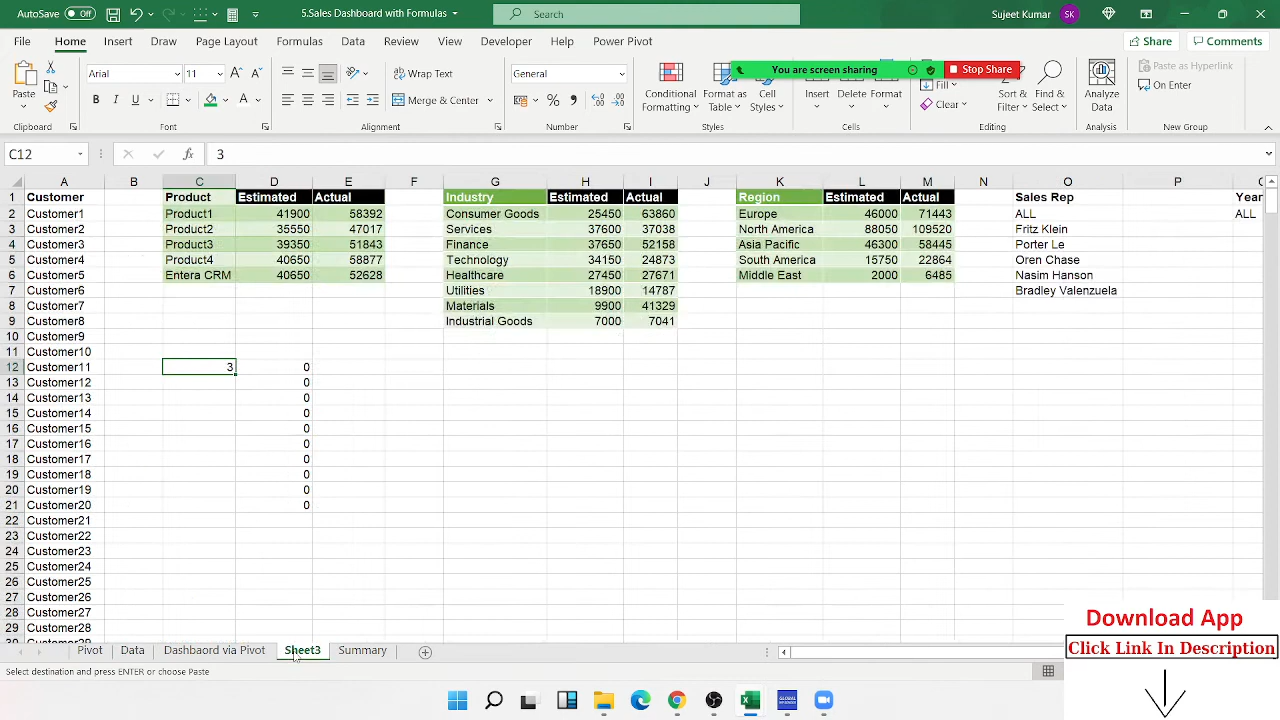 AutoSave Off 5.Sales Dashboard with Formulas Search Sujeet Kumar SK
File Home Insert Draw Page Layout Formulas Data Review View Developer Help Power Pivot Share Comments
You are screen sharing Stop Share
Paste Arial 11 Wrap Text General Conditional Formatting Format as Table Cell Styles Insert Delete Format Fill Clear Sort & Filter Find & Select Analyze Data Paste as Hyperlink On Enter
B I U Merge & Center
Clipboard Font Alignment Number Styles Cells Editing Analysis New Group
C12 fx 3
A B C D E F G H I J K L M N O P
1 Customer Product Estimated Actual Industry Estimated Actual Region Estimated Actual Sales Rep Year
2 Customer1 Product1 41900 58392 Consumer Goods 25450 63860 Europe 46000 71443 ALL ALL
3 Customer2 Product2 35550 47017 Services 37600 37038 North America 88050 109520 Fritz Klein
4 Customer3 Product3 39350 51843 Finance 37650 52158 Asia Pacific 46300 58445 Porter Le
5 Customer4 Product4 40650 58877 Technology 34150 24873 South America 15750 22864 Oren Chase
6 Customer5 Entera CRM 40650 52628 Healthcare 27450 27671 Middle East 2000 6485 Nasim Hanson
7 Customer6 Utilities 18900 14787 Bradley Valenzuela
8 Customer7 Materials 9900 41329
9 Customer8 Industrial Goods 7000 7041
10 Customer9
11 Customer10
12 Customer11 3 0
13 Customer12 0
14 Customer13 0
15 Customer14 0
16 Customer15 0
17 Customer16 0
18 Customer17 0
19 Customer18 0
20 Customer19 0
21 Customer20 0
22 Customer21
23 Customer22
24 Customer23
25 Customer24
26 Customer25
27 Customer26
28 Customer27
29 Customer28
Download App
Click Link In Description
Pivot Data Dashbaord via Pivot Sheet3 Summary
Select destination and press ENTER or choose Paste